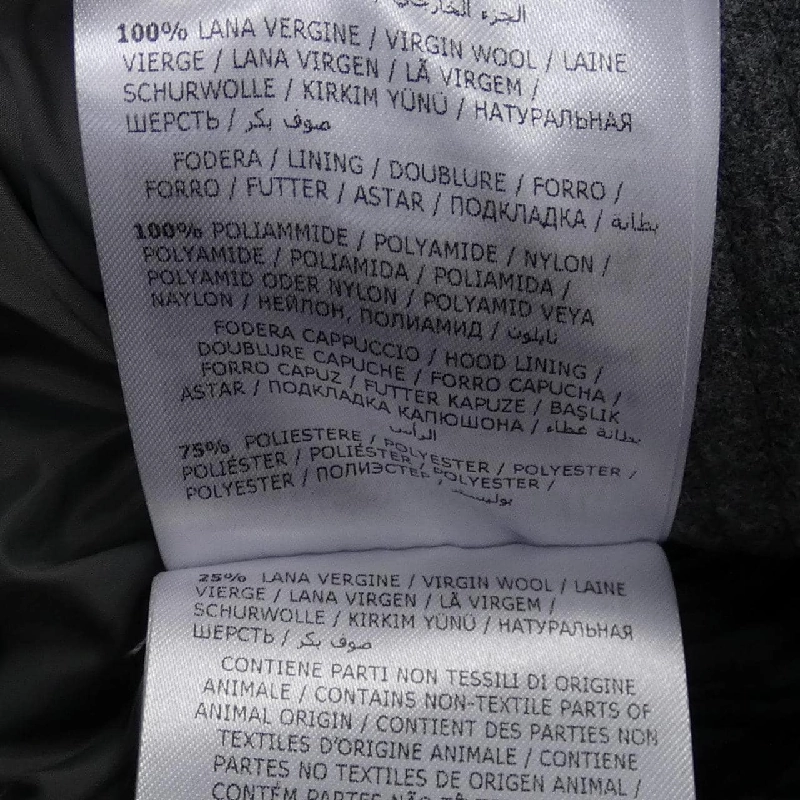 الجزء الخارجي
100% LANA VERGINE / VIRGIN WOOL / LAINE
VIERGE / LANA VIRGEN / LÃ VIRGEM /
SCHURWOLLE / KIRKIM YÜNÜ / НАТУРАЛЬНАЯ
ШЕРСТЬ / صوف بكر
FODERA / LINING / DOUBLURE / FORRO /
FORRO / FUTTER / ASTAR / ПОДКЛАДКА / بطانة
100% POLIAMMIDE / POLYAMIDE / NYLON /
POLYAMIDE / POLIAMIDA / POLIAMIDA /
POLYAMID ODER NYLON / POLYAMID VEYA
NAYLON / НЕЙЛОН, ПОЛИАМИД / نايلون
FODERA CAPPUCCIO / HOOD LINING /
DOUBLURE CAPUCHE / FORRO CAPUCHA /
FORRO CAPUZ / FUTTER KAPUZE / BAŞLIK
ASTAR / ПОДКЛАДКА КАПЮШОНА / بطانة غطاء
الرأس
75% POLIESTERE / POLYESTER / POLYESTER /
POLIÉSTER / POLIÉSTER / POLYESTER /
POLYESTER / ПОЛИЭСТЕР / بوليستر
25% LANA VERGINE / VIRGIN WOOL / LAINE
VIERGE / LANA VIRGEN / LÃ VIRGEM /
SCHURWOLLE / KIRKIM YÜNÜ / НАТУРАЛЬНАЯ
ШЕРСТЬ / صوف بكر
CONTIENE PARTI NON TESSILI DI ORIGINE
ANIMALE / CONTAINS NON-TEXTILE PARTS OF
ANIMAL ORIGIN / CONTIENT DES PARTIES NON
TEXTILES D'ORIGINE ANIMALE / CONTIENE
PARTES NO TEXTILES DE ORIGEN ANIMAL /
CONTÉM PARTES NÃO